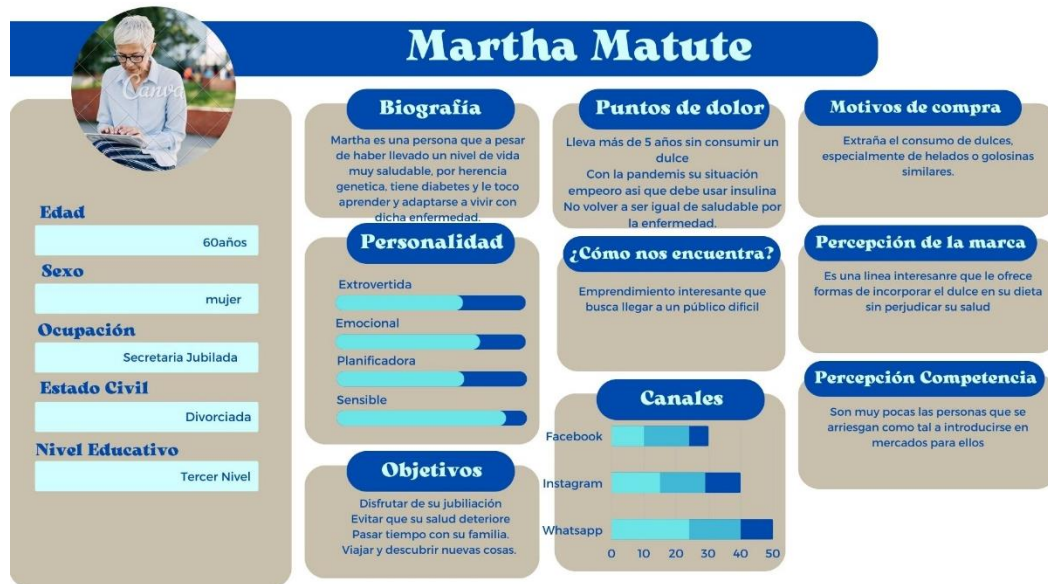 Martha Matute
Canva
Edad
60años
Sexo
mujer
Ocupación
Secretaria Jubilada
Estado Civil
Divorciada
Nivel Educativo
Tercer Nivel
Biografía
Martha es una persona que a pesar
de haber llevado un nivel de vida
muy saludable, por herencia
genetica, tiene diabetes y le toco
aprender y adaptarse a vivir con
dicha enfermedad.
Personalidad
Extrovertida
Emocional
Planificadora
Sensible
Objetivos
Disfrutar de su jubiliación
Evitar que su salud deteriore
Pasar tiempo con su familia.
Viajar y descubrir nuevas cosas.
Puntos de dolor
Lleva más de 5 años sin consumir un
dulce
Con la pandemis su situación
empeoro asi que debe usar insulina
No volver a ser igual de saludable por
la enfermedad.
¿Cómo nos encuentra?
Emprendimiento interesante que
busca llegar a un público dificil
Canales
Facebook
Instagram
Whatsapp
0 10 20 30 40 50
Motivos de compra
Extraña el consumo de dulces,
especialmente de helados o golosinas
similares.
Percepción de la marca
Es una linea interesanre que le ofrece
formas de incorporar el dulce en su dieta
sin perjudicar su salud
Percepción Competencia
Son muy pocas las personas que se
arriesgan como tal a introducirse en
mercados para ellos